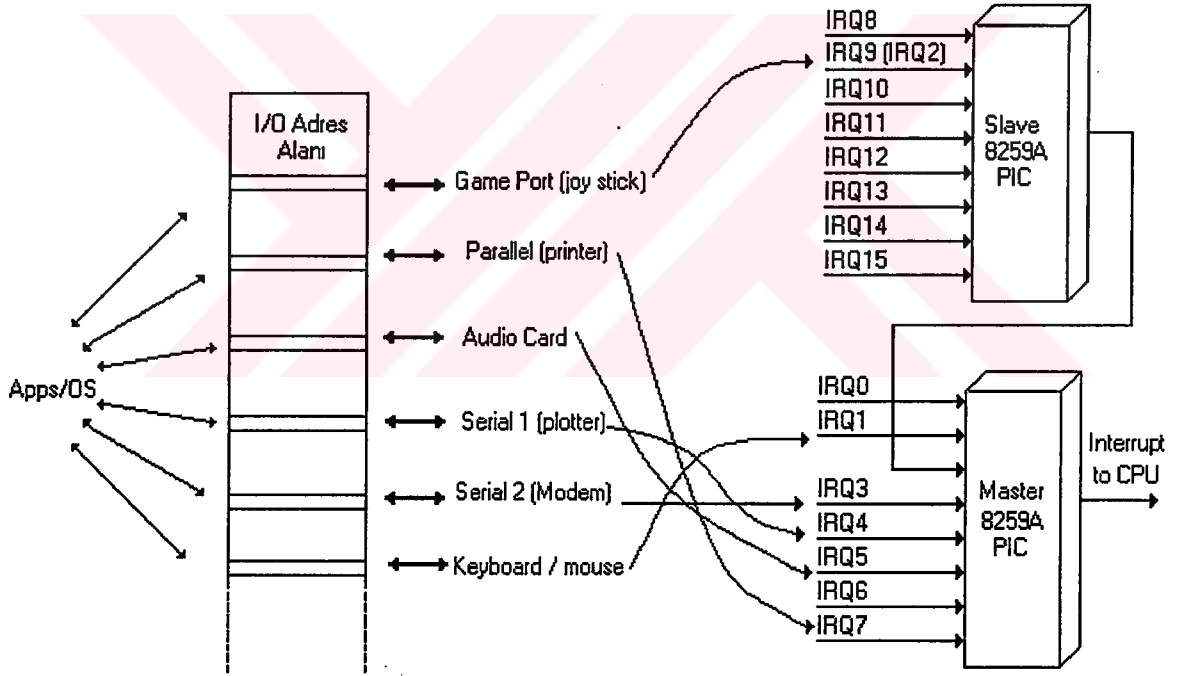 I/O Adres
Alanı
Apps/OS
Game Port (joy stick)
Parallel (printer)
Audio Card
Serial 1 (plotter)
Serial 2 (Modem)
Keyboard / mouse
IRQ8
IRQ9 (IRQ2)
IRQ10
IRQ11
IRQ12
IRQ13
IRQ14
IRQ15
Slave
8259A
PIC
IRQ0
IRQ1
IRQ3
IRQ4
IRQ5
IRQ6
IRQ7
Master
8259A
PIC
Interrupt
to CPU